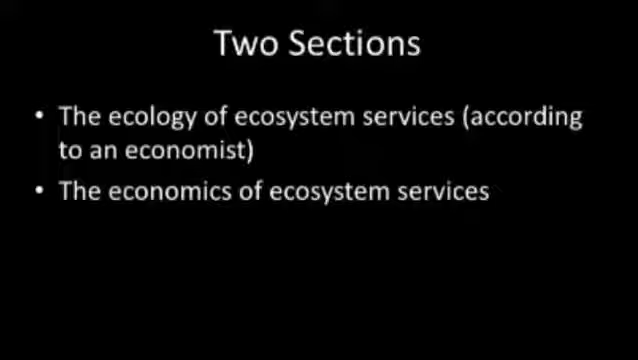 Two Sections
• The ecology of ecosystem services (according
to an economist)
• The economics of ecosystem services